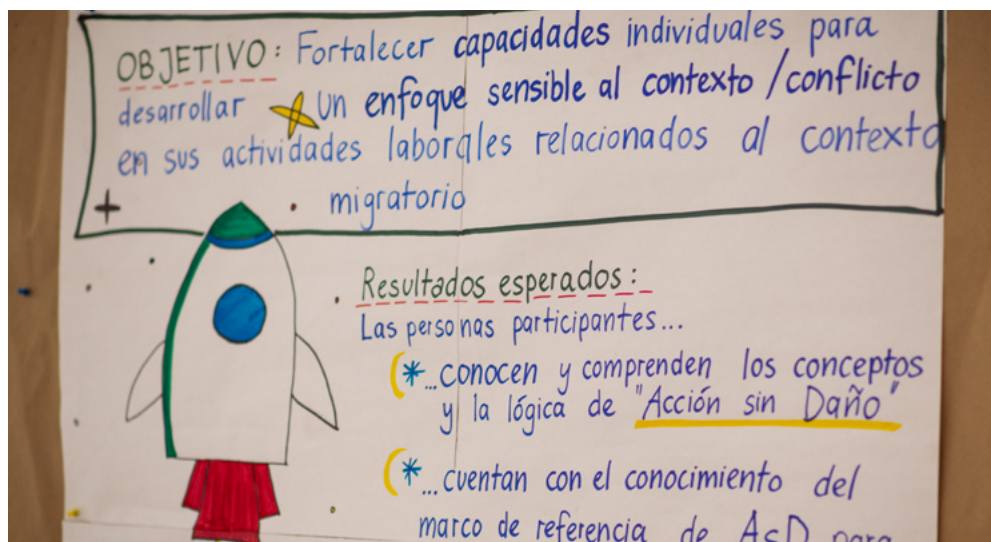 OBJETIVO: Fortalecer capacidades individuales para
desarrollar un enfoque sensible al contexto/conflicto
en sus actividades laborales relacionados al contexto
migratorio
Resultados esperados:
Las personas participantes...
*...conocen y comprenden los conceptos
y la lógica de "Acción sin Daño"
*...cuentan con el conocimiento del
marco de referencia de AsD para